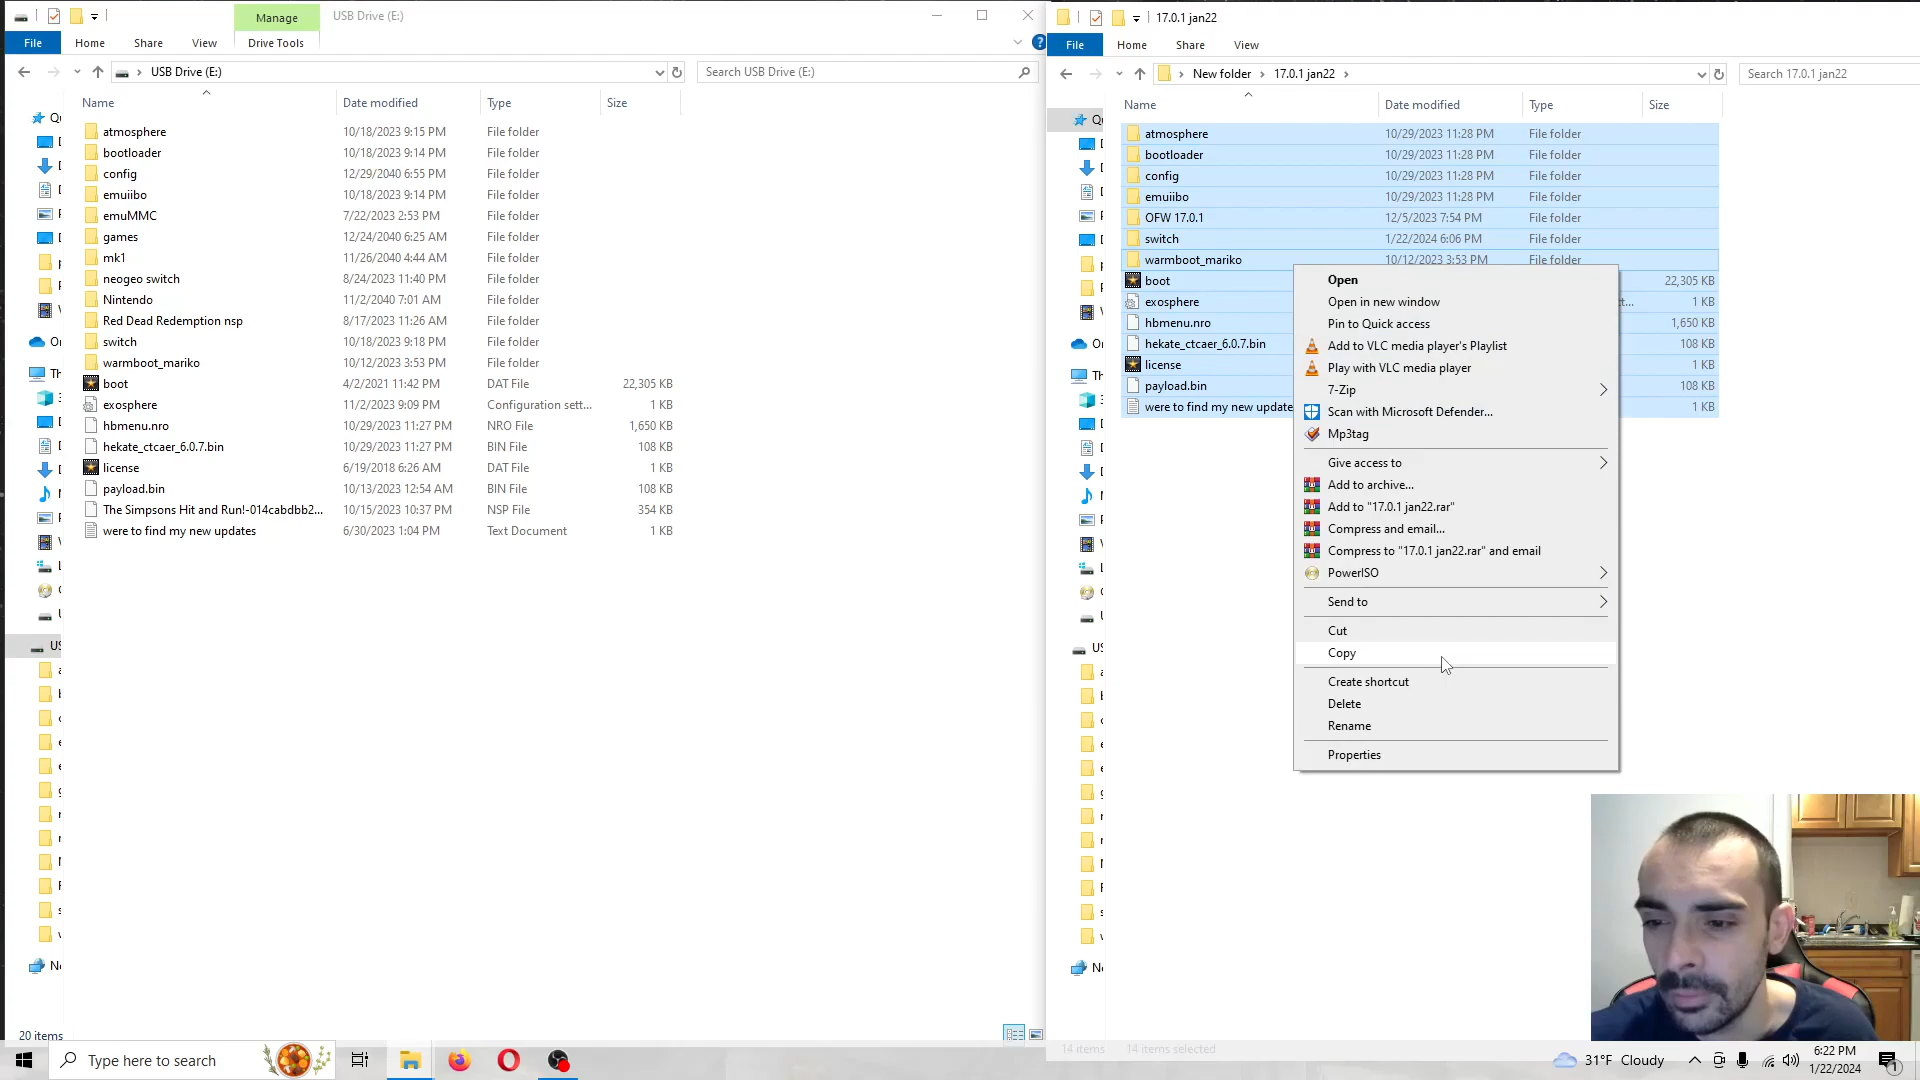 Manage
USB Drive (E:)
File
Home
Share
View
Drive Tools
USB Drive (E:)
Search USB Drive (E:)
Name
Date modified
Type
Size
atmosphere 10/18/2023 9:15 PM File folder
bootloader 10/18/2023 9:14 PM File folder
config 12/29/2040 6:55 PM File folder
emuiibo 10/18/2023 9:14 PM File folder
emuMMC 7/22/2023 2:53 PM File folder
games 12/24/2040 6:25 AM File folder
mk1 11/26/2040 4:44 AM File folder
neogeo switch 8/24/2023 11:40 PM File folder
Nintendo 11/2/2040 7:01 AM File folder
Red Dead Redemption nsp 8/17/2023 11:26 AM File folder
switch 10/18/2023 9:18 PM File folder
warmboot_mariko 10/12/2023 3:53 PM File folder
boot 4/2/2021 11:42 PM DAT File 22,305 KB
exosphere 11/2/2023 9:09 PM Configuration sett... 1 KB
hbmenu.nro 10/29/2023 11:27 PM NRO File 1,650 KB
hekate_ctcaer_6.0.7.bin 10/29/2023 11:27 PM BIN File 108 KB
license 6/19/2018 6:26 AM DAT File 1 KB
payload.bin 10/13/2023 12:54 AM BIN File 108 KB
The Simpsons Hit and Run!-014cabdbb2... 10/15/2023 10:37 PM NSP File 354 KB
were to find my new updates 6/30/2023 1:04 PM Text Document 1 KB
20 items
17.0.1 jan22
File
Home
Share
View
New folder
17.0.1 jan22
Search 17.0.1 jan22
Name
Date modified
Type
Size
atmosphere 10/29/2023 11:28 PM File folder
bootloader 10/29/2023 11:28 PM File folder
config 10/29/2023 11:28 PM File folder
emuiibo 10/29/2023 11:28 PM File folder
OFW 17.0.1 12/5/2023 7:54 PM File folder
switch 1/22/2024 6:06 PM File folder
warmboot_mariko 10/12/2023 3:53 PM File folder
boot 22,305 KB
exosphere 1 KB
hbmenu.nro 1,650 KB
hekate_ctcaer_6.0.7.bin 108 KB
license 1 KB
payload.bin 108 KB
were to find my new update 1 KB
Open
Open in new window
Pin to Quick access
Add to VLC media player's Playlist
Play with VLC media player
7-Zip
Scan with Microsoft Defender...
Mp3tag
Give access to
Add to archive...
Add to "17.0.1 jan22.rar"
Compress and email...
Compress to "17.0.1 jan22.rar" and email
PowerISO
Send to
Cut
Copy
Create shortcut
Delete
Rename
Properties
14 items
14 items selected
Type here to search
31°F Cloudy
6:22 PM
1/22/2024
1